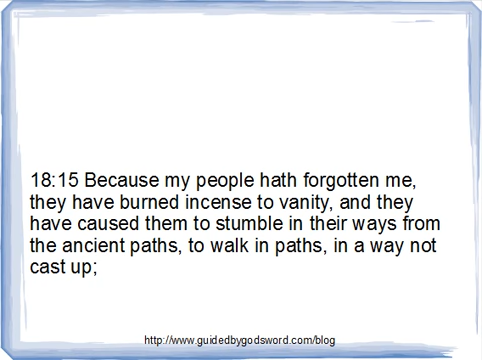 18:15 Because my people hath forgotten me,
they have burned incense to vanity, and they
have caused them to stumble in their ways from
the ancient paths, to walk in paths, in a way not
cast up;
http://www.guidedbygodsword.com/blog